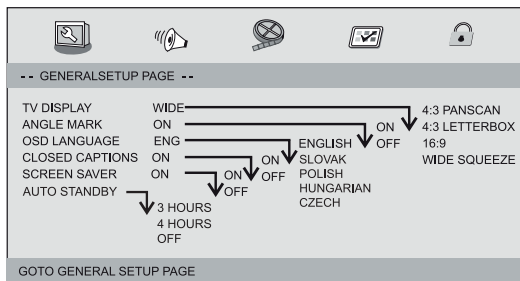 -- GENERALSETUP PAGE --
TV DISPLAY WIDE 4:3 PANSCAN
ANGLE MARK ON ON 4:3 LETTERBOX
OSD LANGUAGE ENG ENGLISH OFF 16:9
CLOSED CAPTIONS ON ON SLOVAK WIDE SQUEEZE
SCREEN SAVER ON ON OFF POLISH
AUTO STANDBY OFF HUNGARIAN
3 HOURS CZECH
4 HOURS
OFF
GOTO GENERAL SETUP PAGE